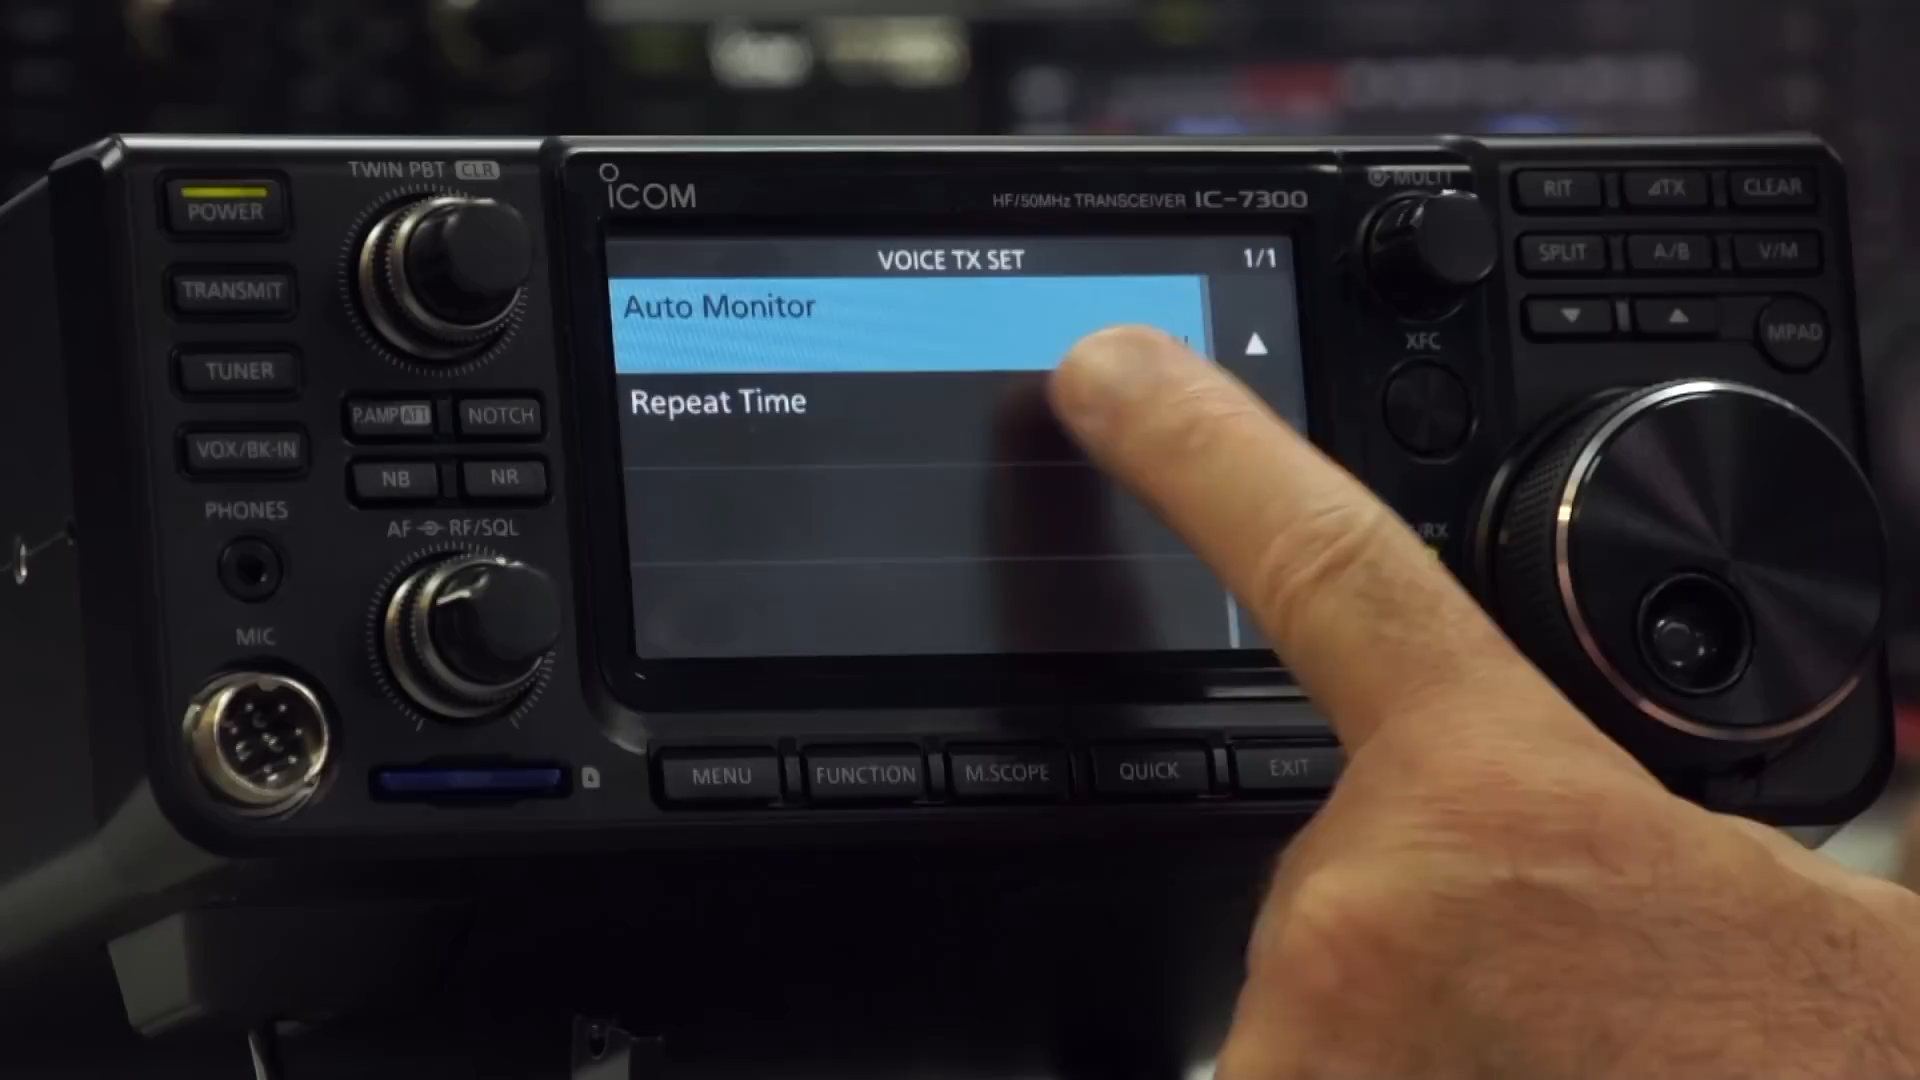 TWIN PBT CLR
POWER
TRANSMIT
TUNER
P.AMP ATT
NOTCH
VOX/BK-IN
NB
NR
PHONES
AF RF/SQL
MIC
ICOM
HF/50MHz TRANSCEIVER IC-7300
VOICE TX SET
1/1
Auto Monitor
Repeat Time
MENU
FUNCTION
M.SCOPE
QUICK
EXIT
MULTI
XFC
/RX
RIT
⊿TX
CLEAR
SPLIT
A/B
V/M
MPAD